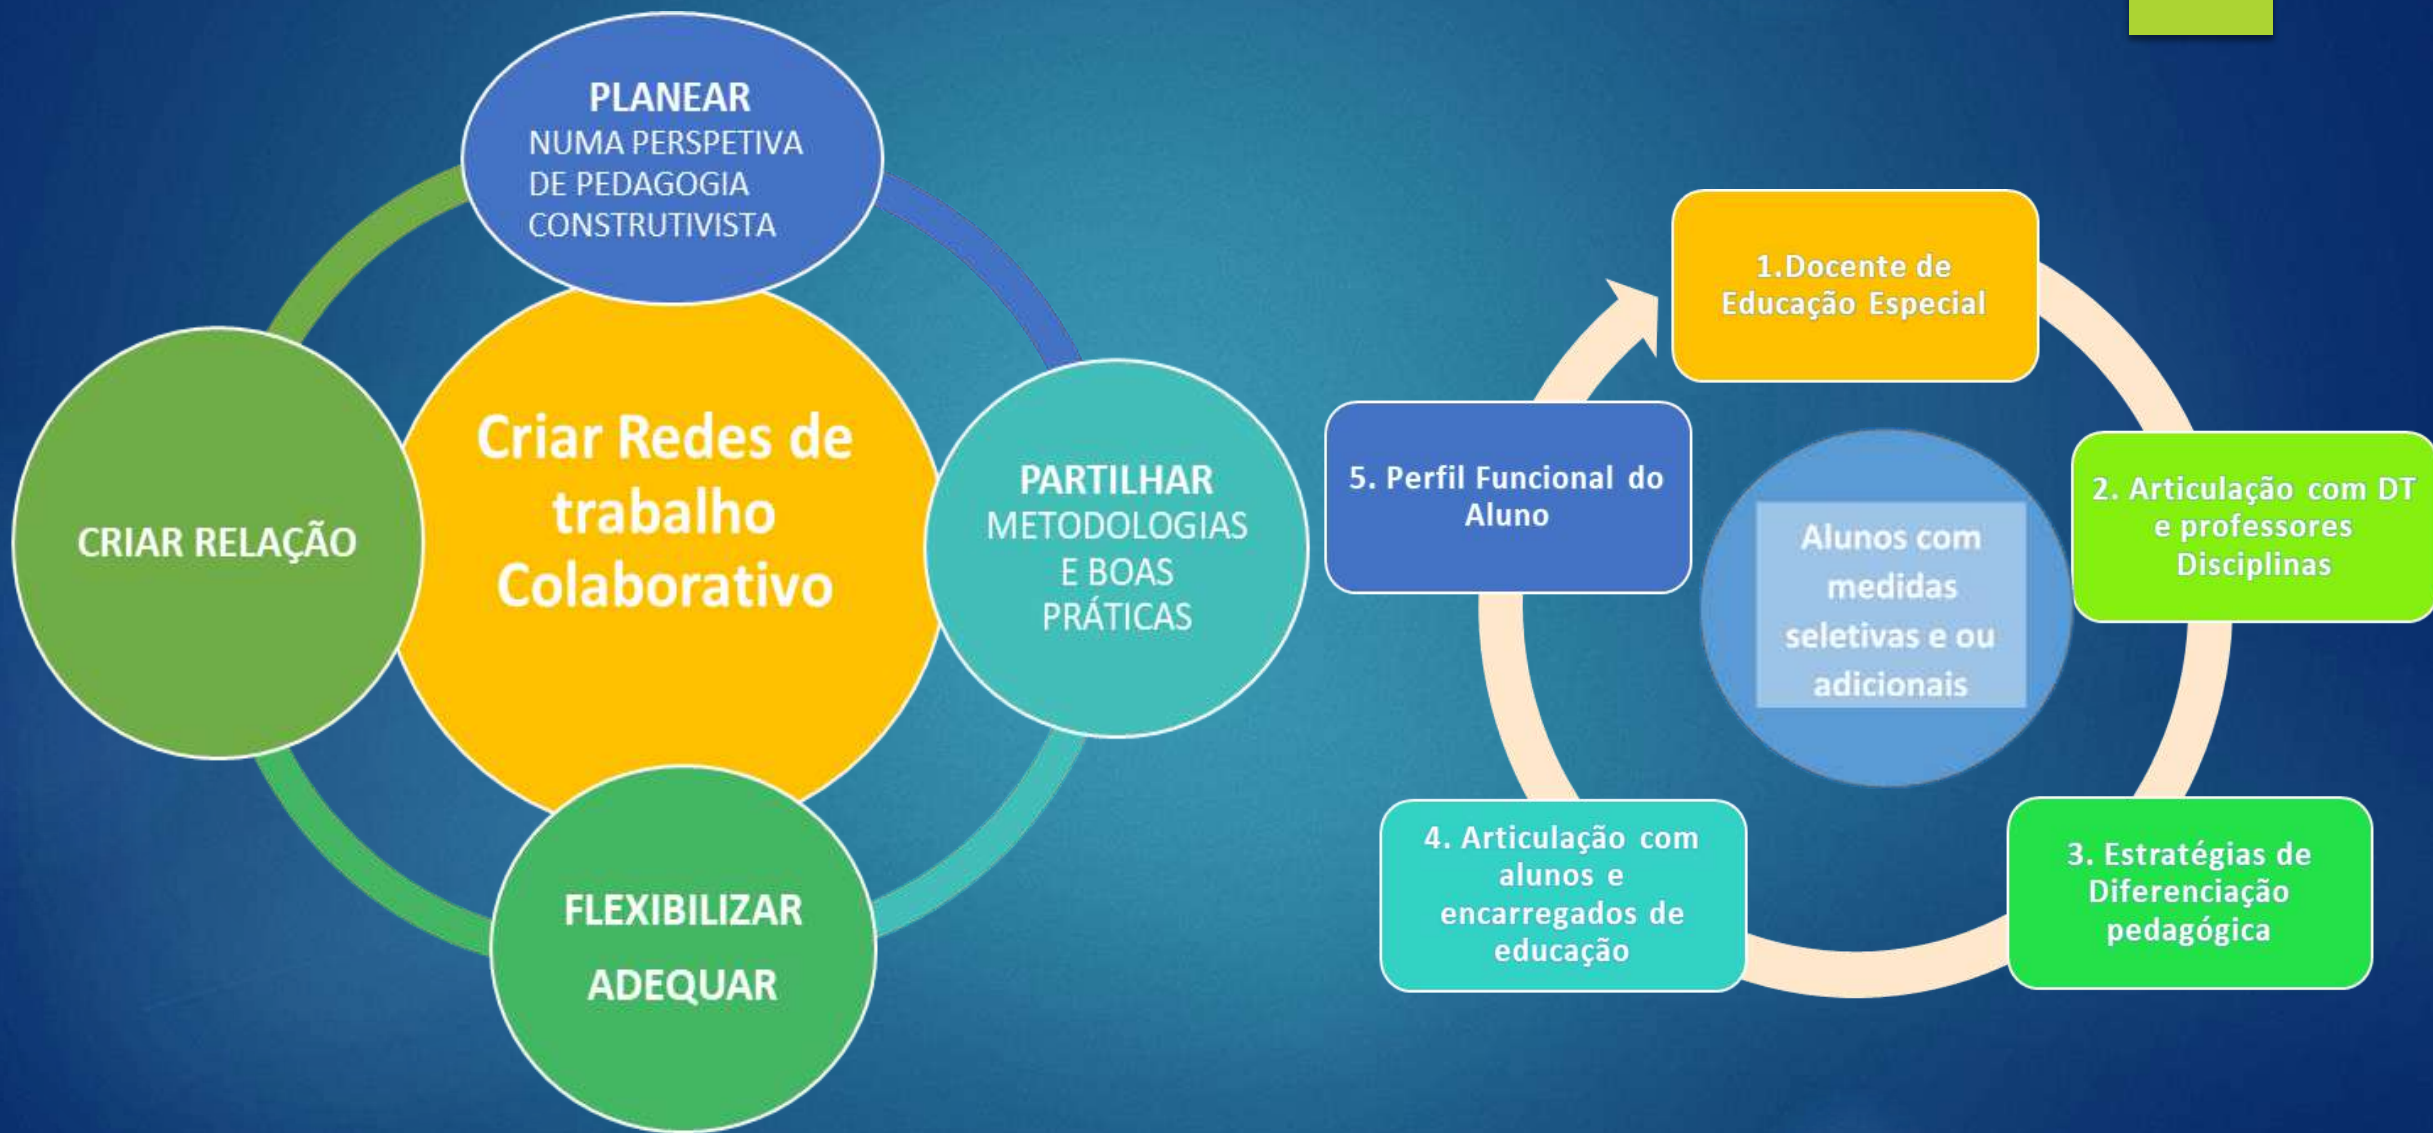 PLANEAR
NUMA PERSPETIVA
DE PEDAGOGIA
CONSTRUTIVISTA
Criar Redes de
trabalho
Colaborativo
CRIAR RELAÇÃO
PARTILHAR
METODOLOGIAS
E BOAS
PRÁTICAS
FLEXIBILIZAR
ADEQUAR
1.Docente de
Educação Especial
2. Articulação com DT
e professores
Disciplinas
3. Estratégias de
Diferenciação
pedagógica
4. Articulação com
alunos e
encarregados de
educação
5. Perfil Funcional do
Aluno
Alunos com
medidas
seletivas e ou
adicionais